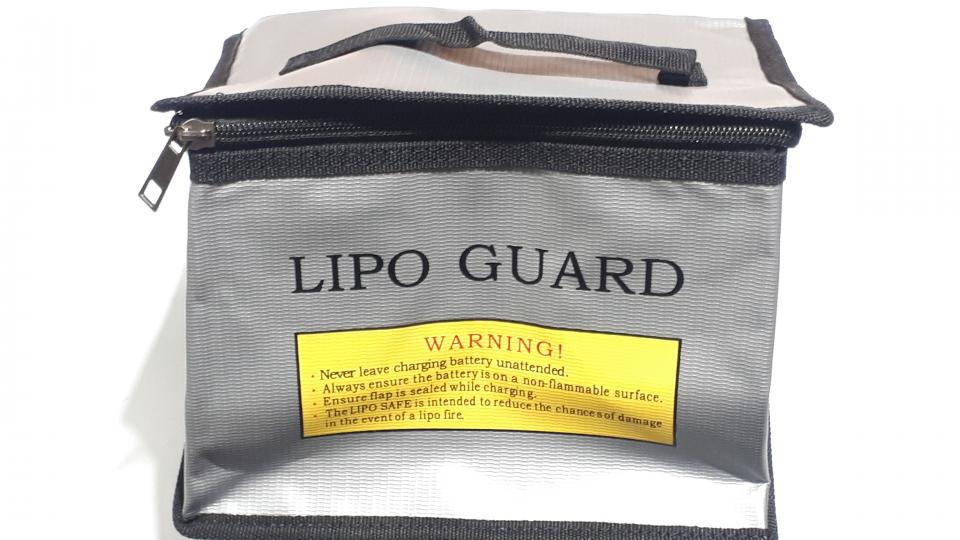 LIPO GUARD
WARNING!
· Never leave charging battery unattended.
· Always ensure the battery is on a non-flammable surface.
· Ensure flap is sealed while charging.
· The LIPO SAFE is intended to reduce the chances of damage
in the event of a lipo fire.